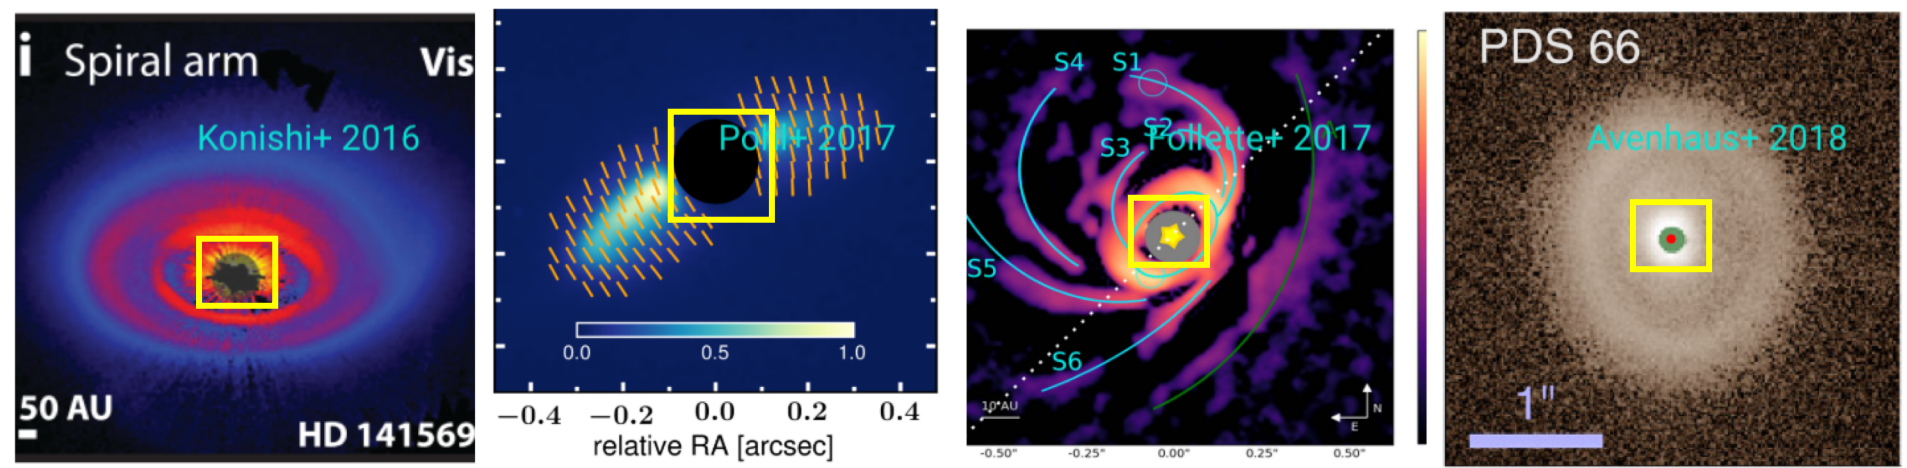 i Spiral arm Vis
Konishi+ 2016
50 AU
HD 141569
Pohl+ 2017
0.0 0.5 1.0
−0.4 −0.2 0.0 0.2 0.4
relative RA [arcsec]
S4 S1
S2
Follette+ 2017
S3
S5
S6
10 AU
N
E
-0.50" -0.25" 0.00" 0.25" 0.50"
PDS 66
Avenhaus+ 2018
1"